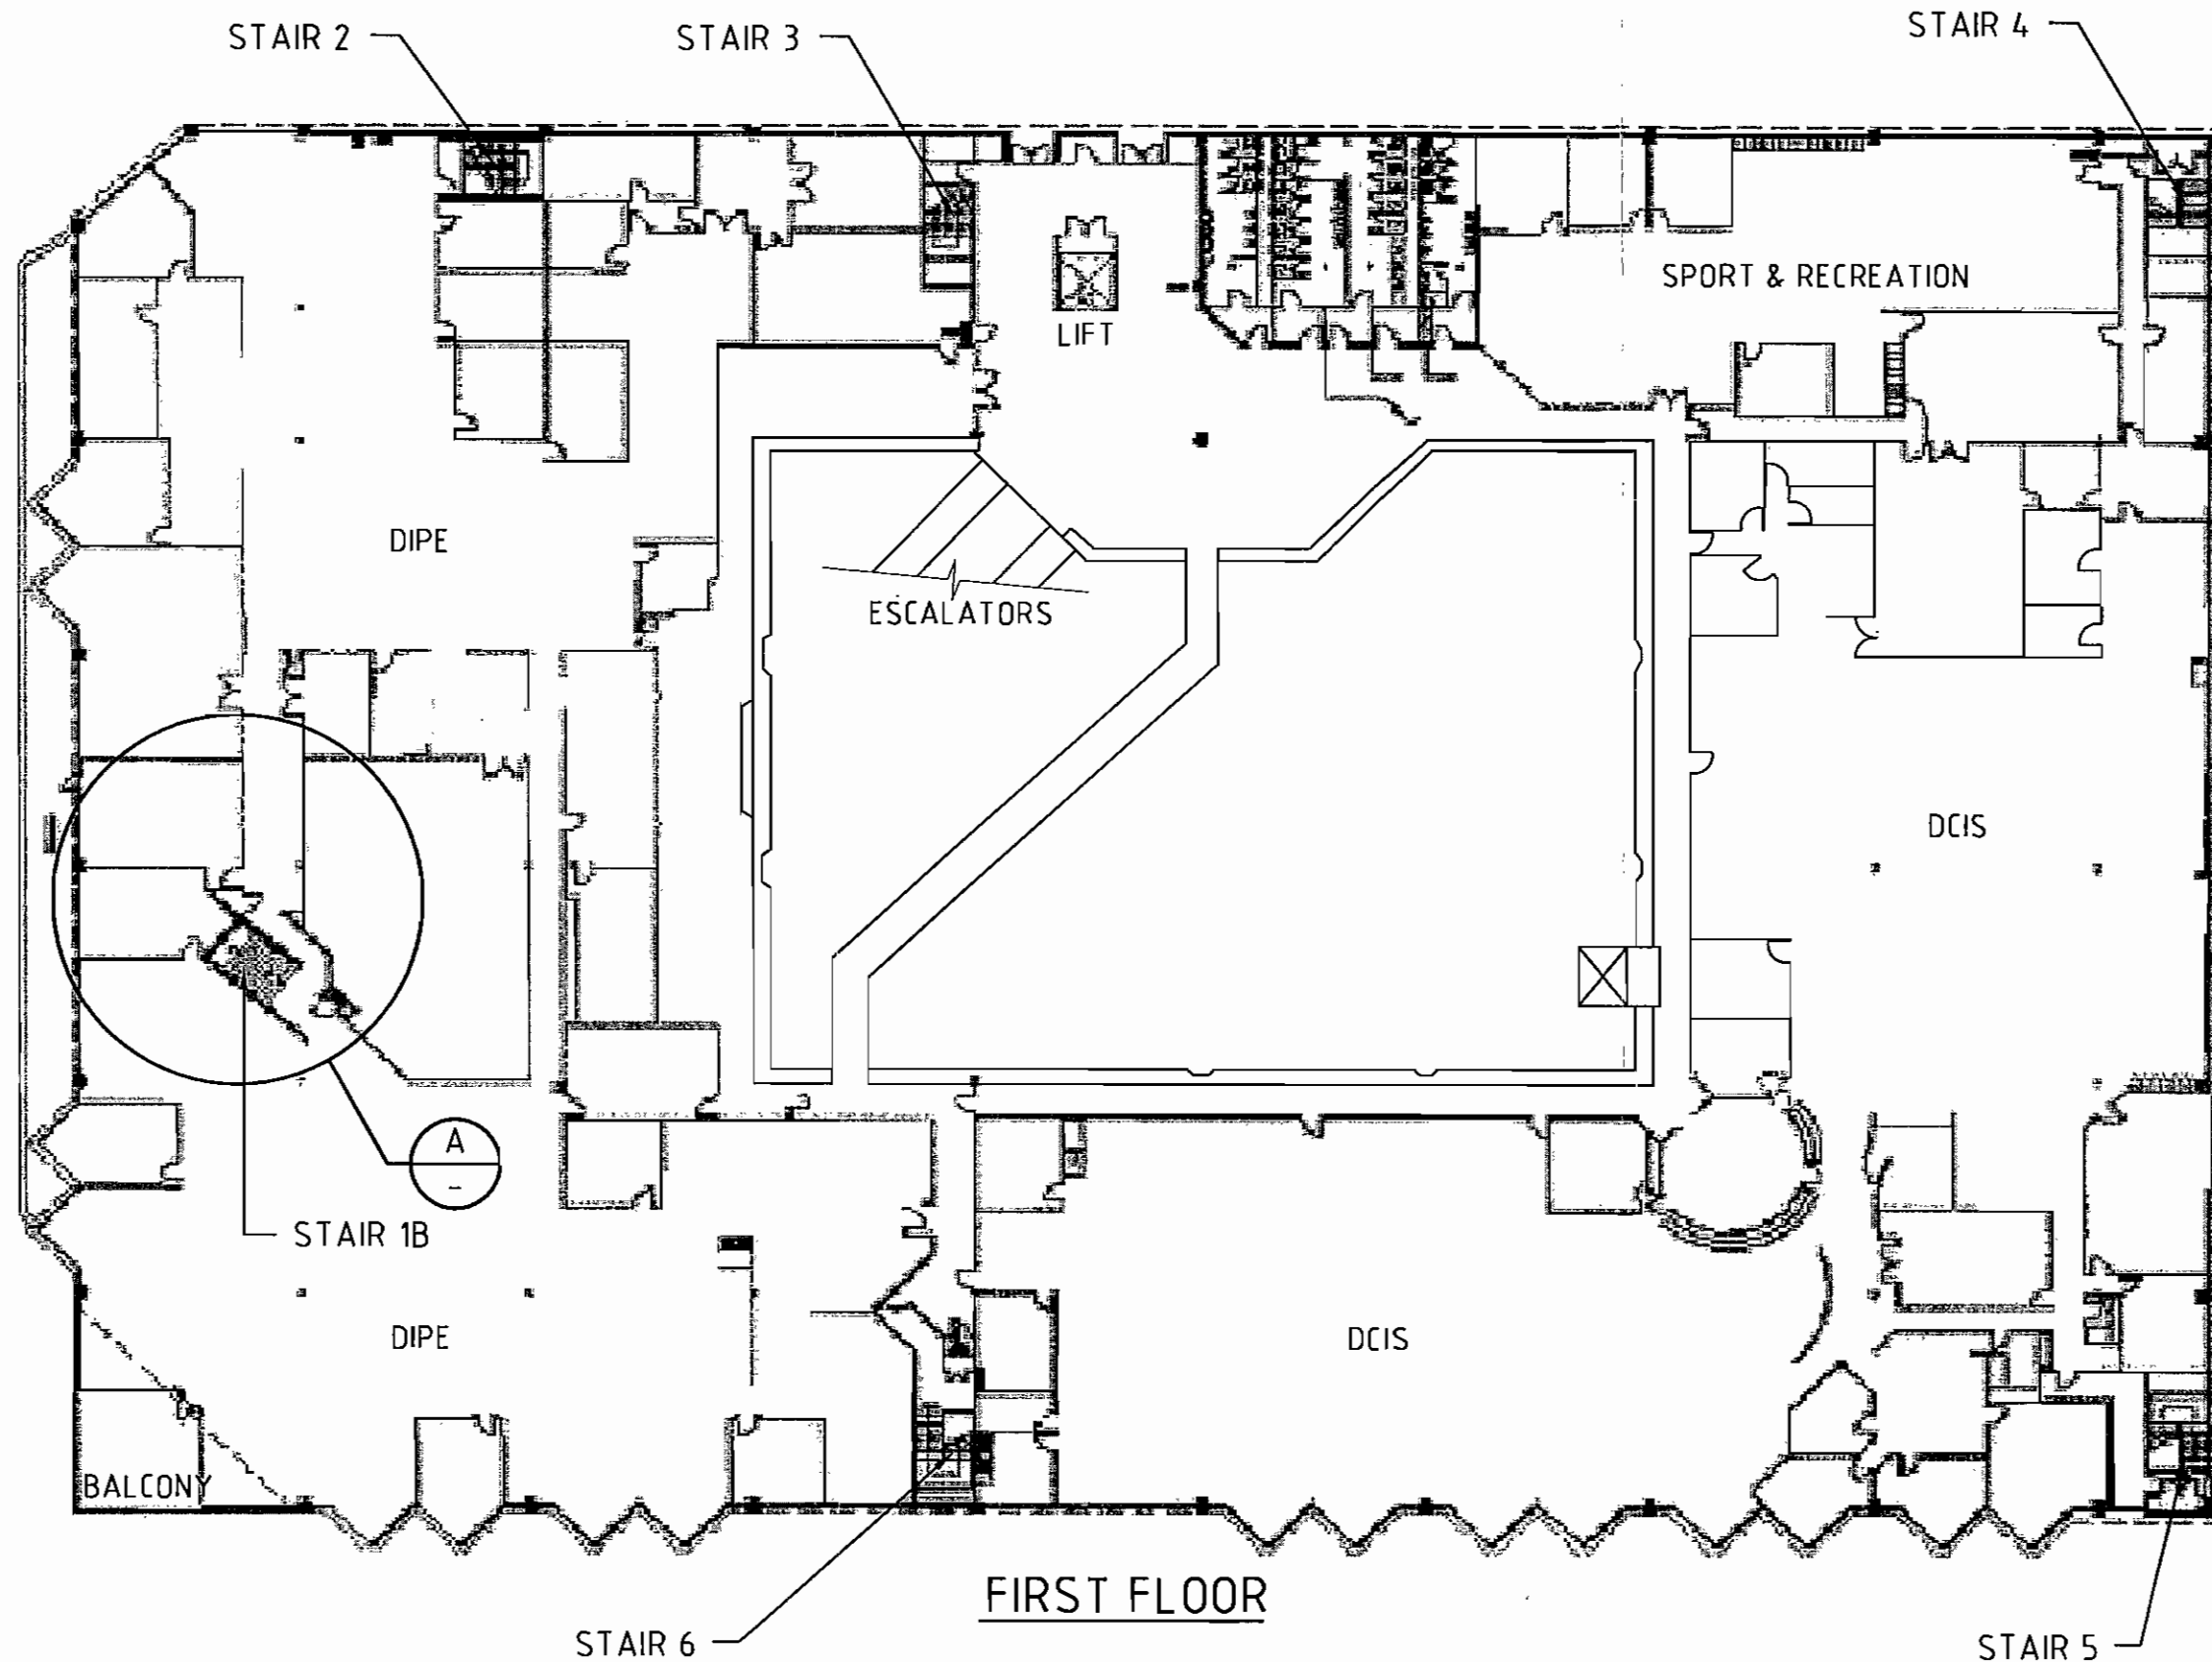 STAIR 2
STAIR 3
STAIR 4
SPORT & RECREATION
LIFT
DIPE
ESCALATORS
DCIS
A
-
STAIR 1B
DIPE
DCIS
BALCONY
FIRST FLOOR
STAIR 6
STAIR 5